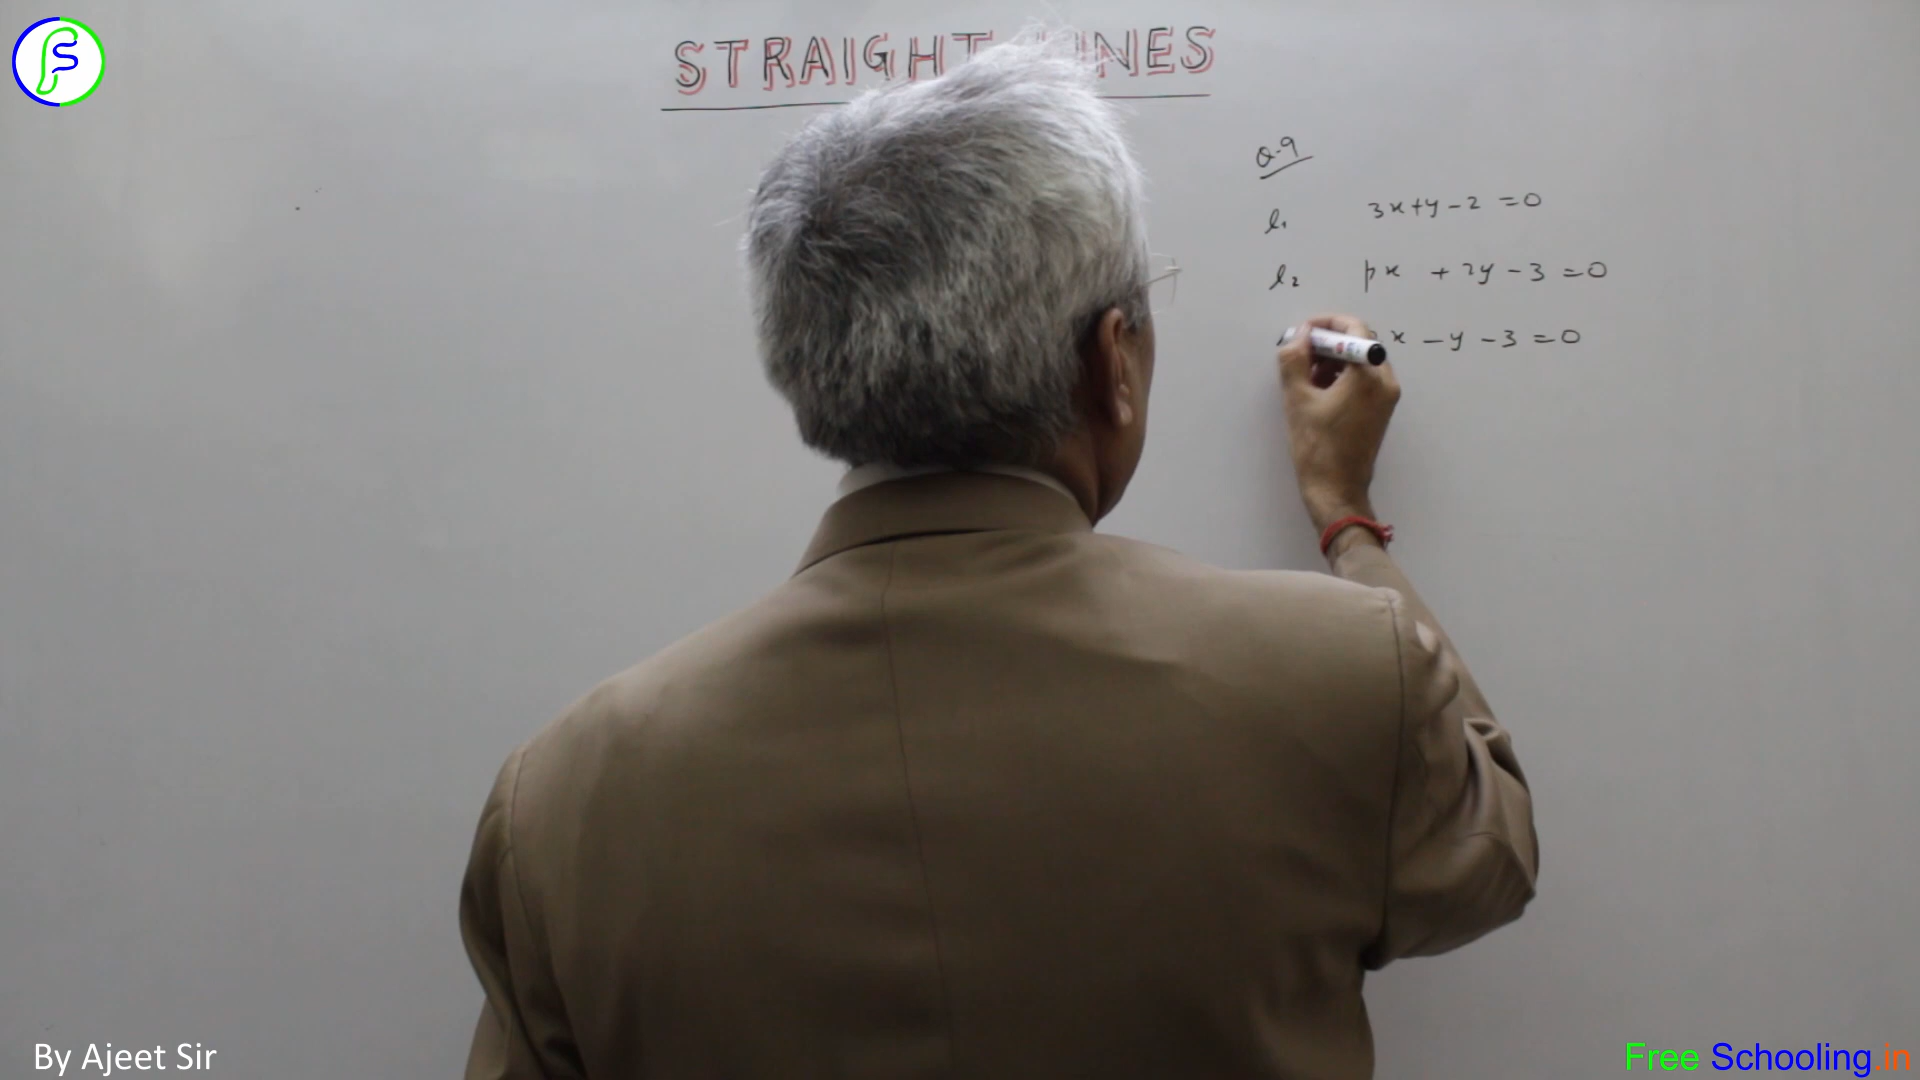 STRAIGHT LINES
Q-9
l₁ 3x+y-2=0
l₂ px + 2y-3=0
x-y-3=0
By Ajeet Sir
Free Schooling.in